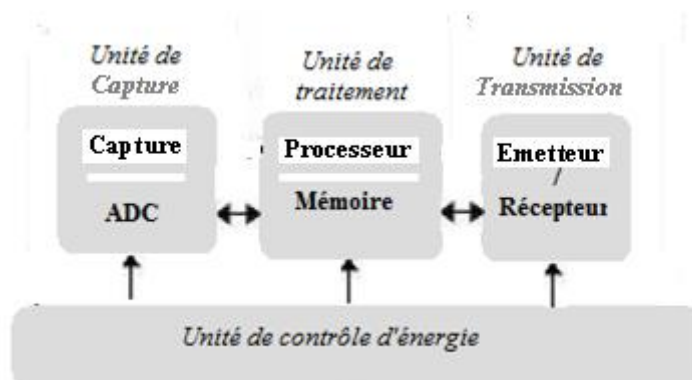 Unité de
Capture
Unité de
traitement
Unité de
Transmission
Capture
ADC
Processeur
Mémoire
Emetteur
/
Récepteur
Unité de contrôle d'énergie